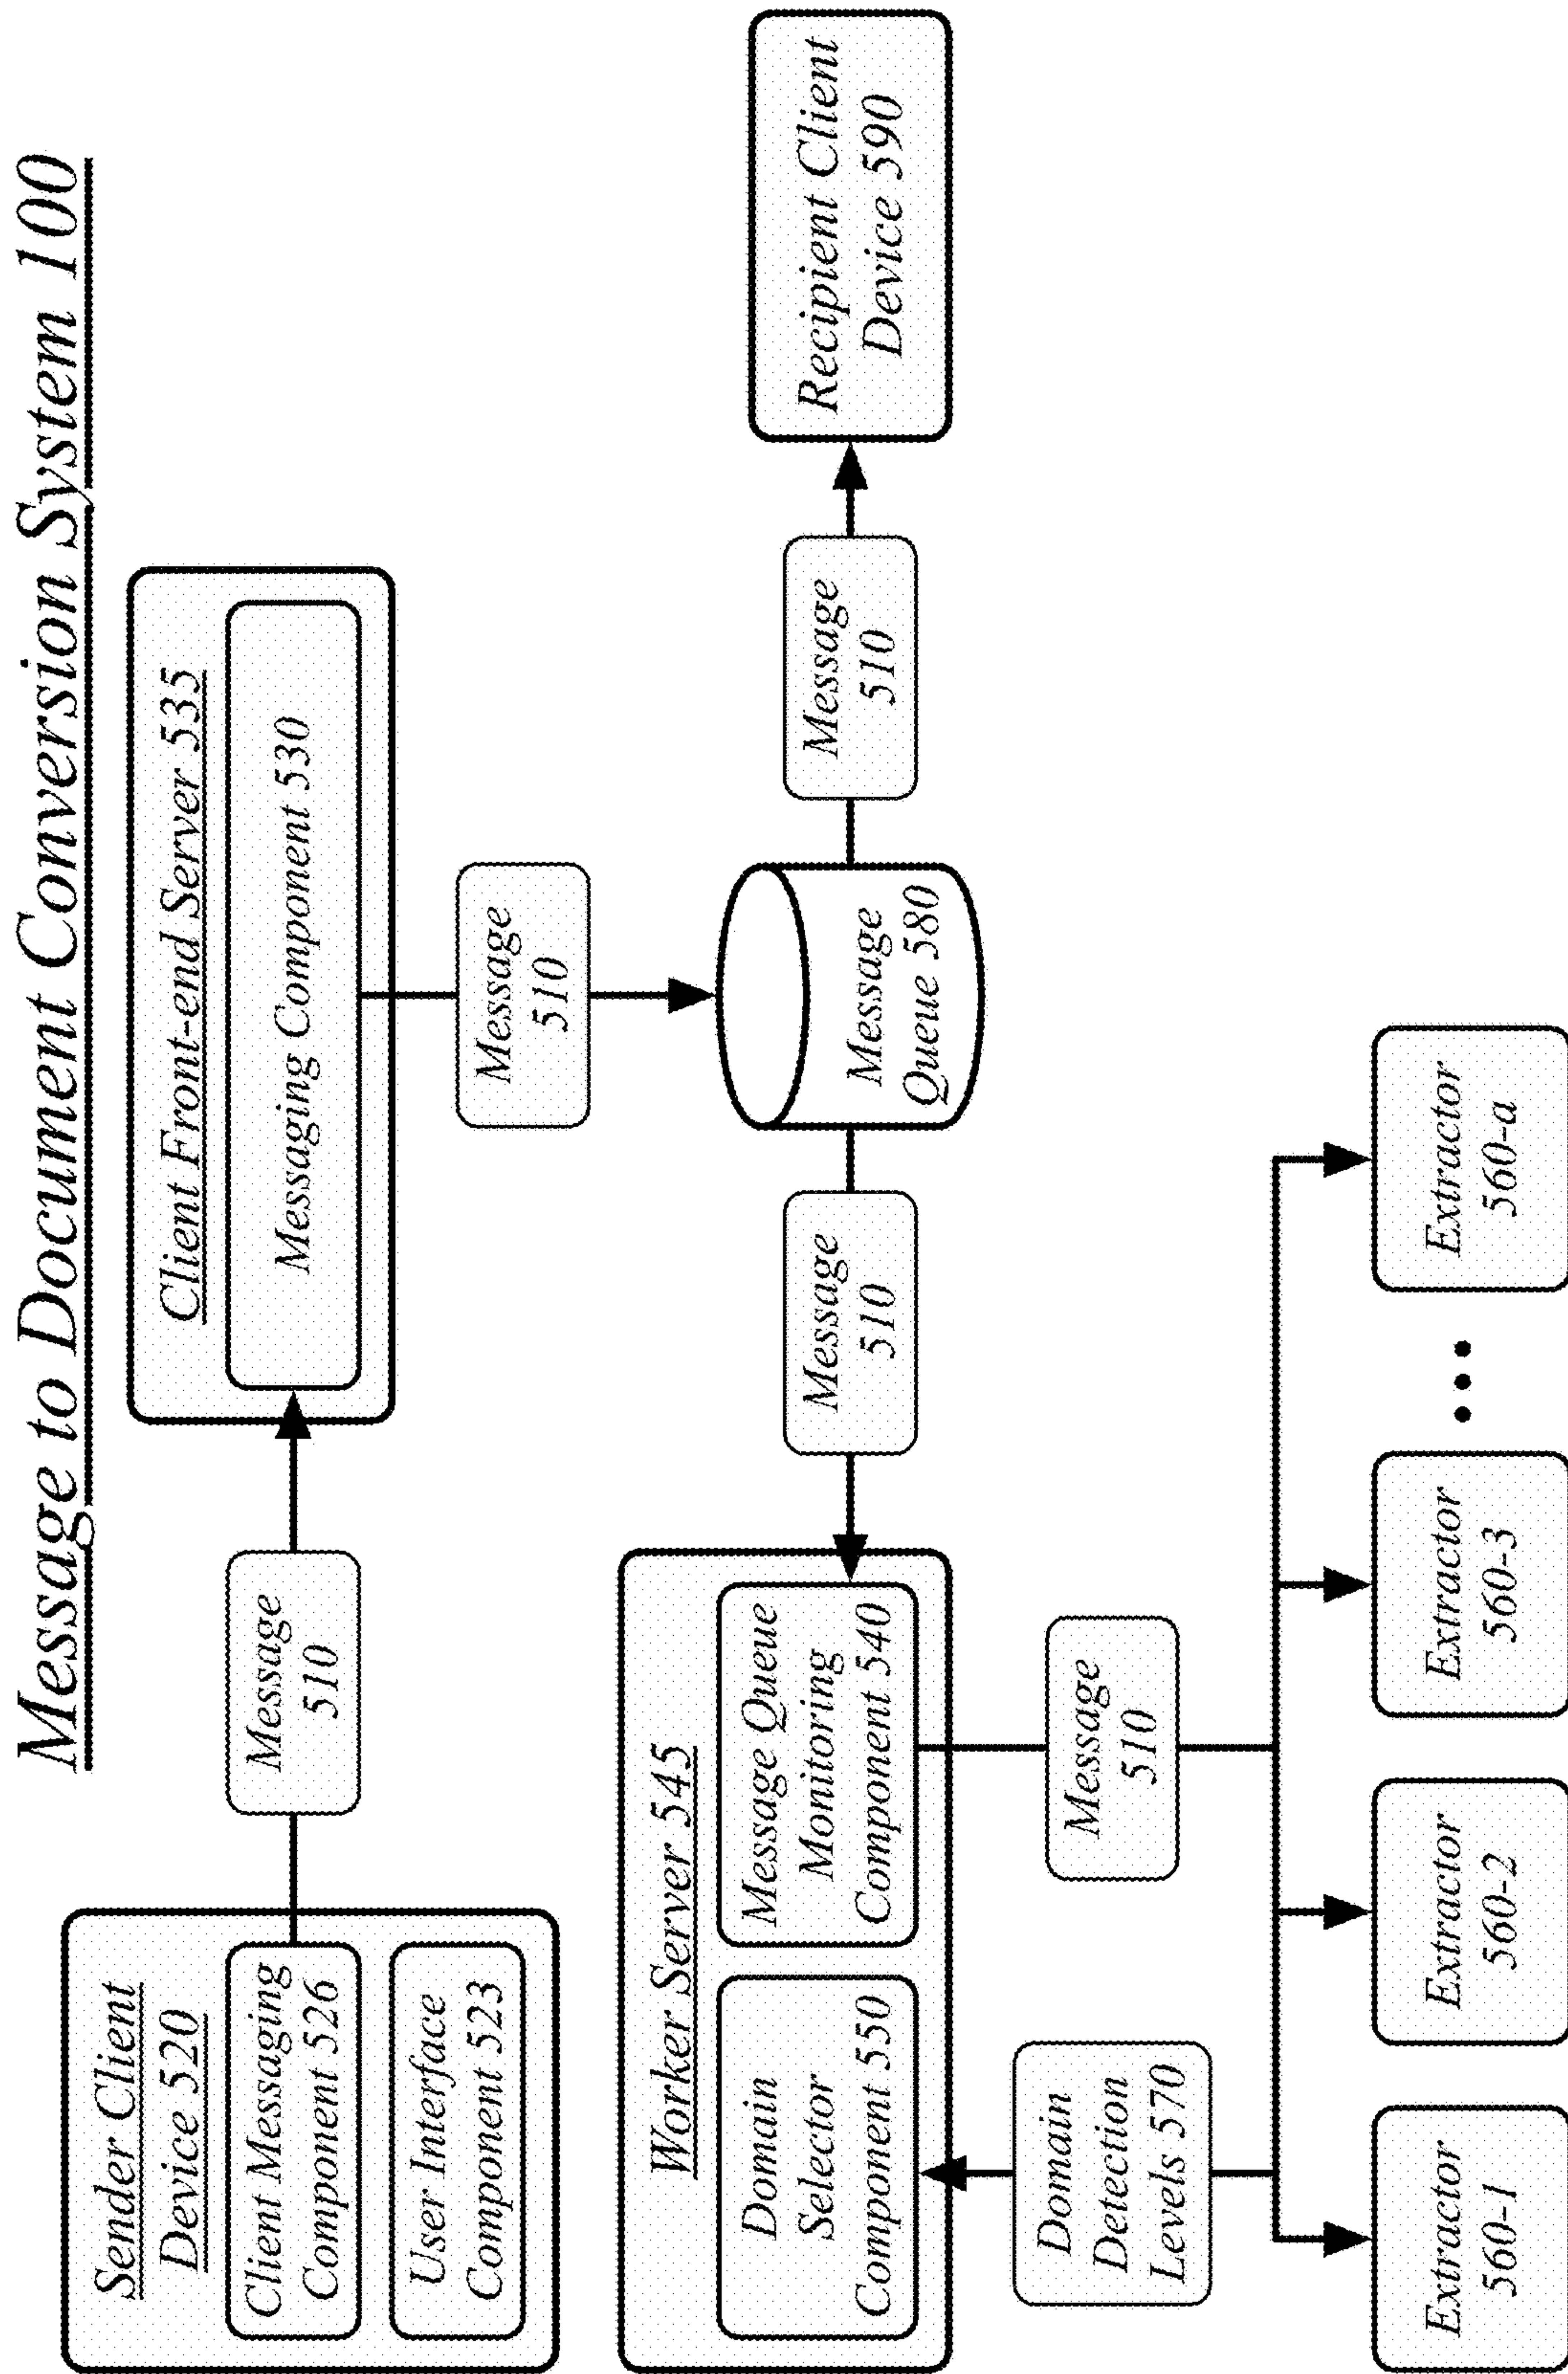 Message to Document Conversion System 100
Sender Client
Device 520
Client Messaging
Component 526
User Interface
Component 523
Message
510
Client Front-end Server 535
Messaging Component 530
Message
510
Worker Server 545
Domain
Selector
Component 550
Message Queue
Monitoring
Component 540
Message
510
Message
Queue 580
Message
510
Recipient Client
Device 590
Domain
Detection
Levels 570
Message
510
Extractor
560-1
Extractor
560-2
Extractor
560-3
Extractor
560-a